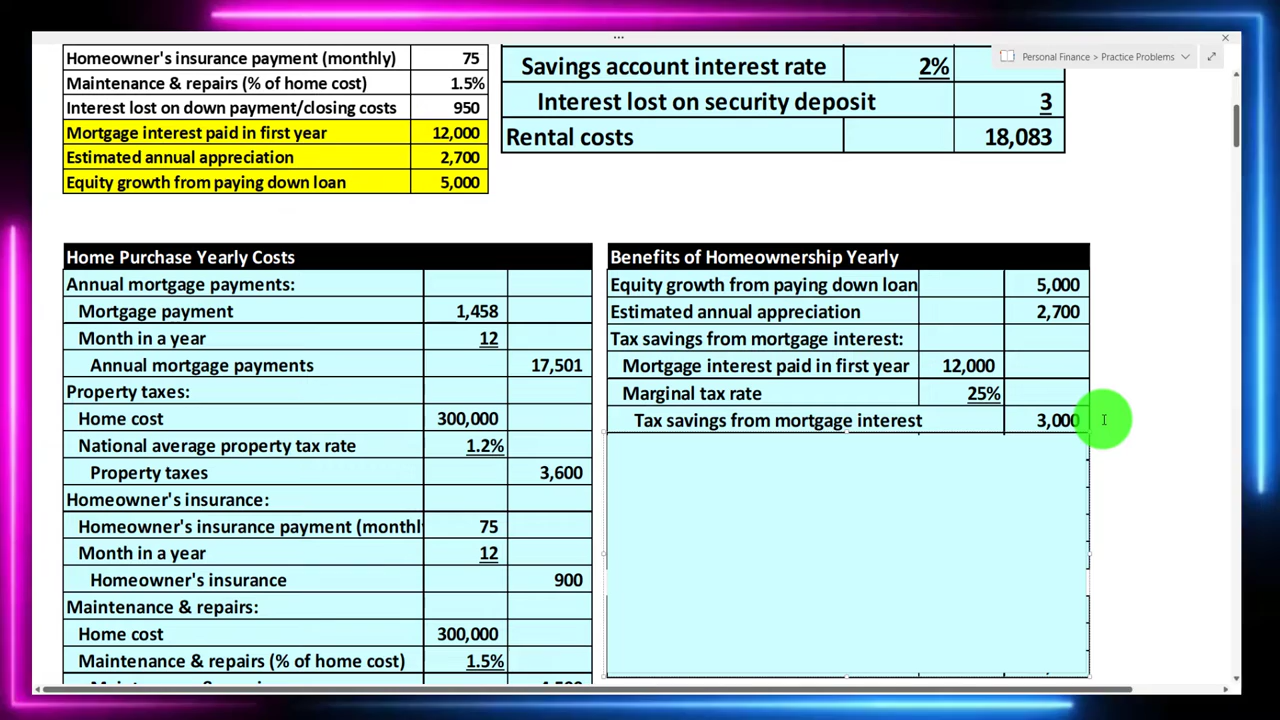 Personal Finance > Practice Problems
Homeowner's insurance payment (monthly) 75
Maintenance & repairs (% of home cost) 1.5%
Interest lost on down payment/closing costs 950
Mortgage interest paid in first year 12,000
Estimated annual appreciation 2,700
Equity growth from paying down loan 5,000
Savings account interest rate 2%
Interest lost on security deposit 3
Rental costs 18,083
Home Purchase Yearly Costs
Annual mortgage payments:
Mortgage payment 1,458
Month in a year 12
Annual mortgage payments 17,501
Property taxes:
Home cost 300,000
National average property tax rate 1.2%
Property taxes 3,600
Homeowner's insurance:
Homeowner's insurance payment (monthl 75
Month in a year 12
Homeowner's insurance 900
Maintenance & repairs:
Home cost 300,000
Maintenance & repairs (% of home cost) 1.5%
Benefits of Homeownership Yearly
Equity growth from paying down loan 5,000
Estimated annual appreciation 2,700
Tax savings from mortgage interest:
Mortgage interest paid in first year 12,000
Marginal tax rate 25%
Tax savings from mortgage interest 3,000